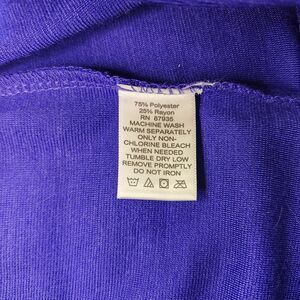 75% Polyester
25% Rayon
RN 87935
MACHINE WASH
WARM SEPARATELY
ONLY NON-
CHLORINE BLEACH
WHEN NEEDED
TUMBLE DRY LOW
REMOVE PROMPTLY
DO NOT IRON